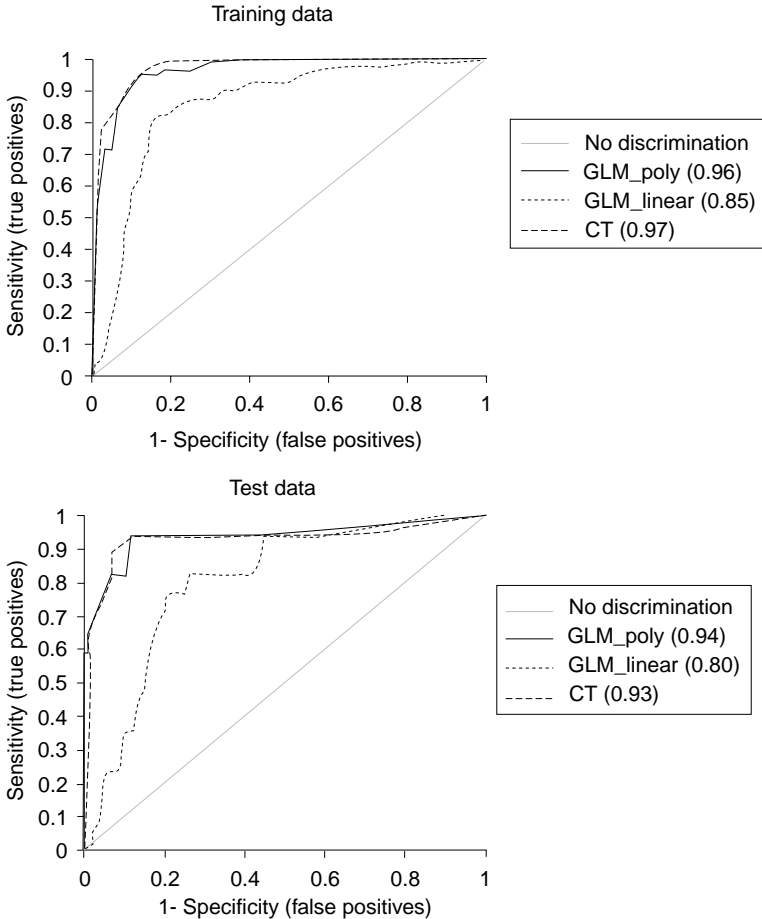 Training data
Sensitivity (true positives)
1
0.9
0.8
0.7
0.6
0.5
0.4
0.3
0.2
0.1
0
0 0.2 0.4 0.6 0.8 1
1- Specificity (false positives)
No discrimination
GLM_poly (0.96)
GLM_linear (0.85)
CT (0.97)
Test data
Sensitivity (true positives)
1
0.9
0.8
0.7
0.6
0.5
0.4
0.3
0.2
0.1
0
0 0.2 0.4 0.6 0.8 1
1- Specificity (false positives)
No discrimination
GLM_poly (0.94)
GLM_linear (0.80)
CT (0.93)